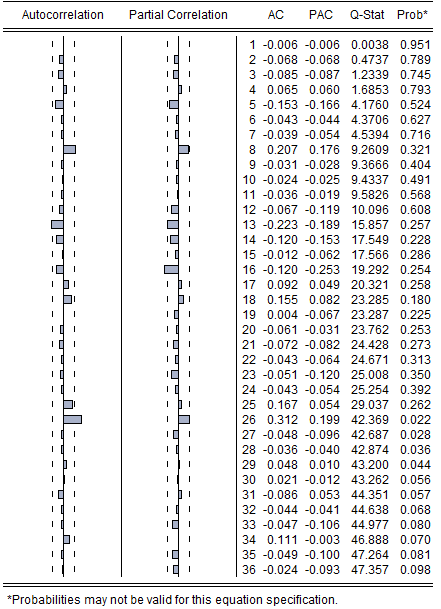 Autocorrelation Partial Correlation AC PAC Q-Stat Prob*
1 -0.006 -0.006 0.0038 0.951
2 -0.068 -0.068 0.4737 0.789
3 -0.085 -0.087 1.2339 0.745
4 0.065 0.060 1.6853 0.793
5 -0.153 -0.166 4.1760 0.524
6 -0.043 -0.044 4.3706 0.627
7 -0.039 -0.054 4.5394 0.716
8 0.207 0.176 9.2609 0.321
9 -0.031 -0.028 9.3666 0.404
10 -0.024 -0.025 9.4337 0.491
11 -0.036 -0.019 9.5826 0.568
12 -0.067 -0.119 10.096 0.608
13 -0.223 -0.189 15.857 0.257
14 -0.120 -0.153 17.549 0.228
15 -0.012 -0.062 17.566 0.286
16 -0.120 -0.253 19.292 0.254
17 0.092 0.049 20.321 0.258
18 0.155 0.082 23.285 0.180
19 0.004 -0.067 23.287 0.225
20 -0.061 -0.031 23.762 0.253
21 -0.072 -0.082 24.428 0.273
22 -0.043 -0.064 24.671 0.313
23 -0.051 -0.120 25.008 0.350
24 -0.043 -0.054 25.254 0.392
25 0.167 0.054 29.037 0.262
26 0.312 0.199 42.369 0.022
27 -0.048 -0.096 42.687 0.028
28 -0.036 -0.040 42.874 0.036
29 0.048 0.010 43.200 0.044
30 0.021 -0.012 43.262 0.056
31 -0.086 0.053 44.351 0.057
32 -0.044 -0.041 44.638 0.068
33 -0.047 -0.106 44.977 0.080
34 0.111 -0.003 46.888 0.070
35 -0.049 -0.100 47.264 0.081
36 -0.024 -0.093 47.357 0.098
*Probabilities may not be valid for this equation specification.